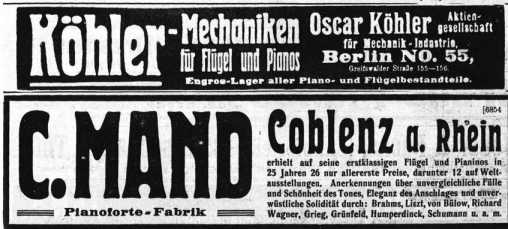 Köhler-Mechaniken
für Flügel und Pianos
Oscar Köhler Aktien-
gesellschaft
für Mechanik-Industrie,
Berlin NO. 55,
Greifswalder Straße 155—156.
Engros-Lager aller Piano- und Flügelbestandteile.
C. MAND
Pianoforte-Fabrik
Coblenz a. Rhein
[6854
erhielt auf seine erstklassigen Flügel und Pianinos in
25 Jahren 26 nur allererste Preise, darunter 12 auf Welt-
ausstellungen. Anerkennungen über unvergleichliche Fülle
und Schönheit des Tones, Eleganz des Anschlages und unver-
wüstliche Solidität durch: Brahms, Liszt, von Bülow, Richard
Wagner, Grieg, Grünfeld, Humperdinck, Schumann u. a. m.